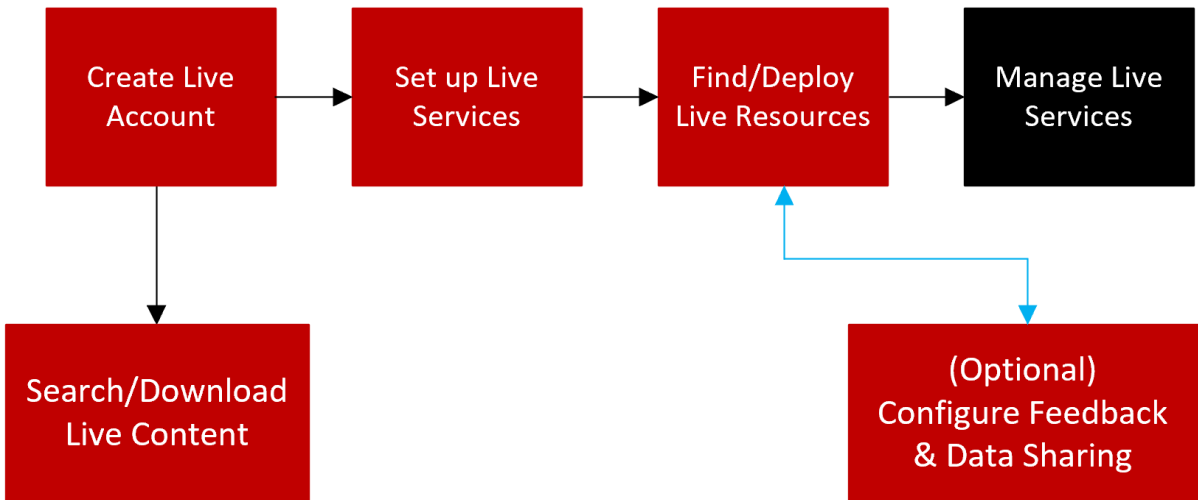 Create Live
Account
Set up Live
Services
Find/Deploy
Live Resources
Manage Live
Services
Search/Download
Live Content
(Optional)
Configure Feedback
& Data Sharing